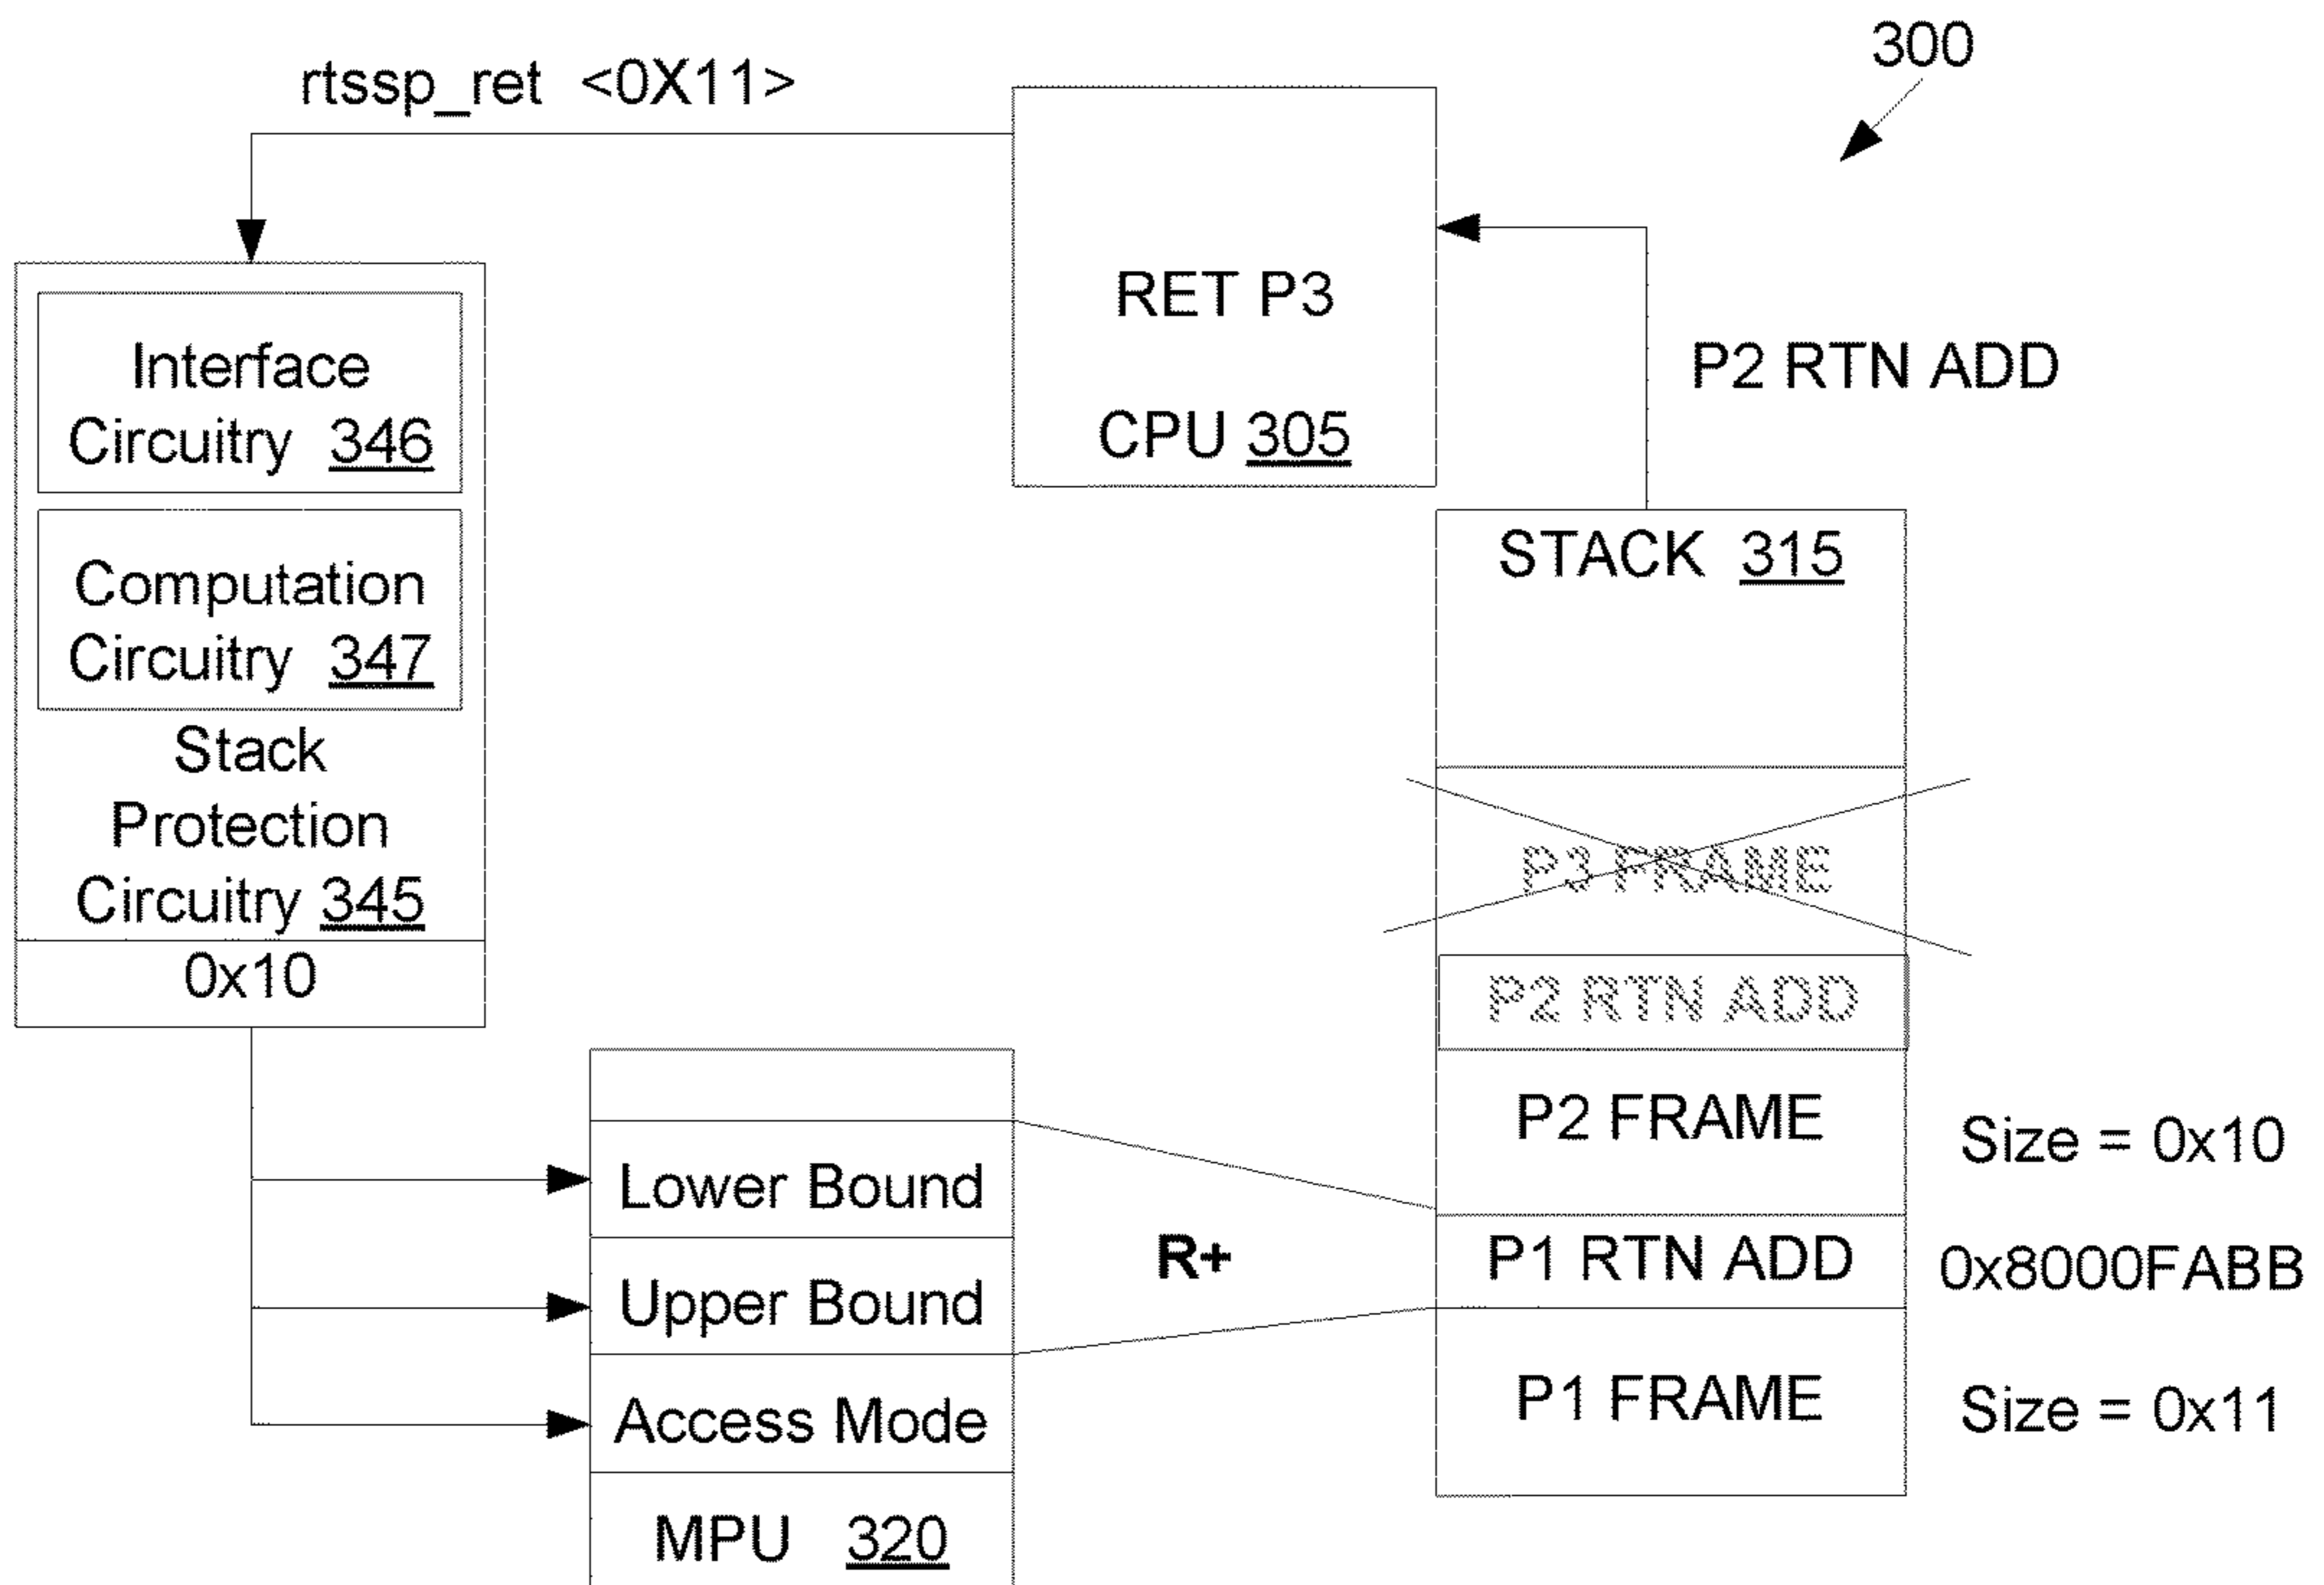 300
rtssp_ret <0X11>
RET P3
CPU 305
P2 RTN ADD
Interface
Circuitry 346
Computation
Circuitry 347
Stack
Protection
Circuitry 345
0x10
STACK 315
P3 FRAME
P2 RTN ADD
P2 FRAME
Size = 0x10
P1 RTN ADD
0x8000FABB
P1 FRAME
Size = 0x11
R+
Lower Bound
Upper Bound
Access Mode
MPU 320